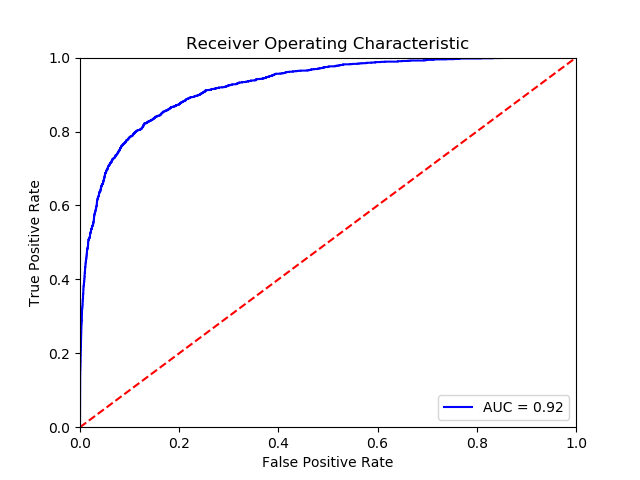 Receiver Operating Characteristic
1.0
0.8
0.6
0.4
0.2
0.0
True Positive Rate
AUC = 0.92
0.0 0.2 0.4 0.6 0.8 1.0
False Positive Rate